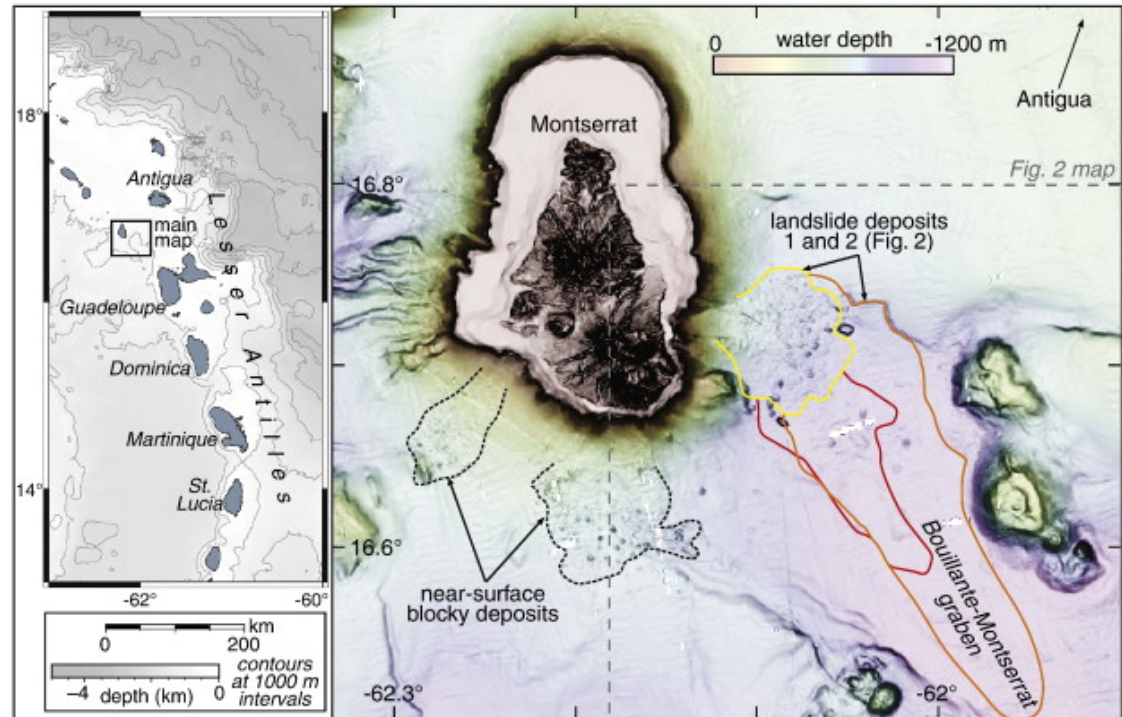 18°
14°
-62°
-60°
Antigua
main
map
Guadeloupe
Dominica
Martinique
St.
Lucia
Lesser Antilles
km
0
200
-4
0
depth (km)
contours
at 1000 m
intervals
0
water depth
-1200 m
Antigua
Montserrat
Fig. 2 map
16.8°
landslide deposits
1 and 2 (Fig. 2)
near-surface
blocky deposits
16.6°
Bouillante-Montserrat
graben
-62.3°
-62°